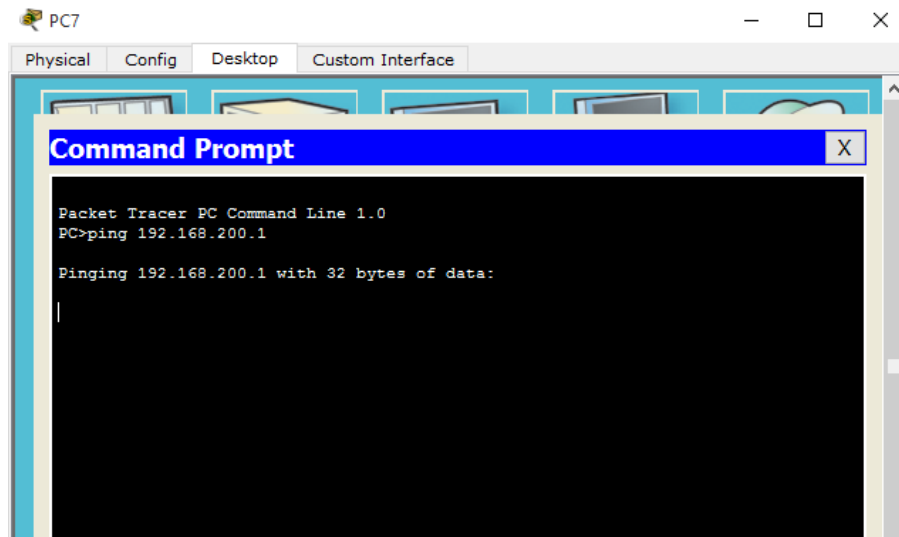 PC7
Physical Config Desktop Custom Interface
Command Prompt
X
Packet Tracer PC Command Line 1.0
PC>ping 192.168.200.1
Pinging 192.168.200.1 with 32 bytes of data: